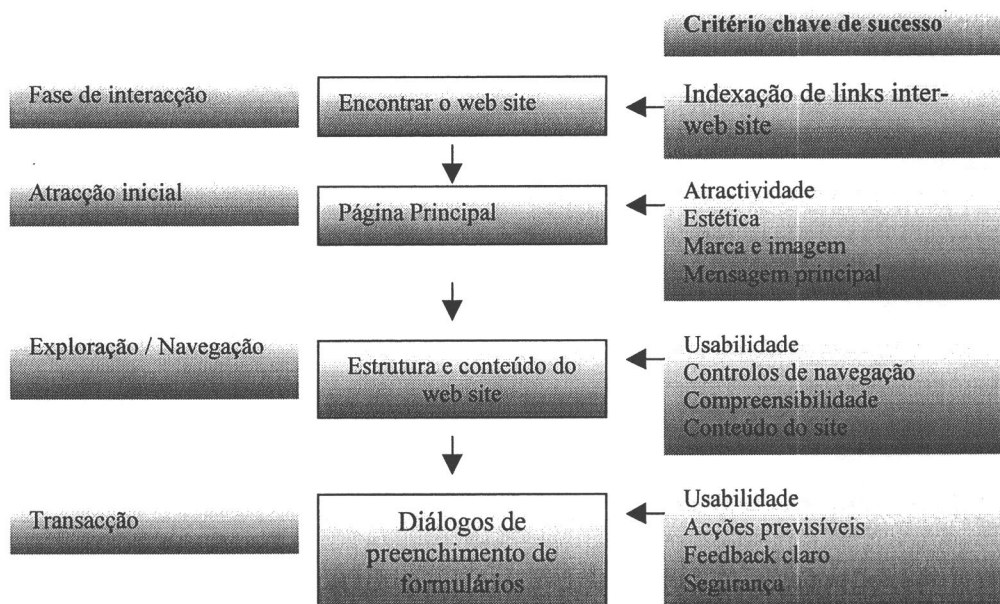 Critério chave de sucesso
Fase de interacção
Encontrar o web site
Indexação de links inter-
web site
Atracção inicial
Página Principal
Atractividade
Estética
Marca e imagem
Mensagem principal
Exploração / Navegação
Estrutura e conteúdo do
web site
Usabilidade
Controlos de navegação
Compreensibilidade
Conteúdo do site
Transacção
Diálogos de
preenchimento de
formulários
Usabilidade
Acções previsíveis
Feedback claro
Segurança